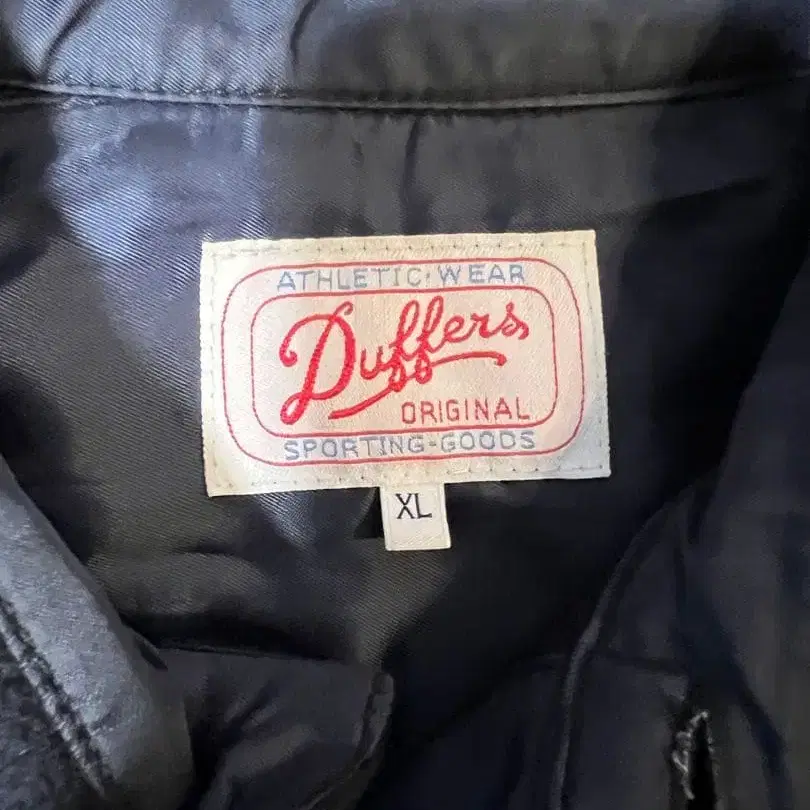 ATHLETIC·WEAR
Duffers
ORIGINAL
SPORTING-GOODS
XL